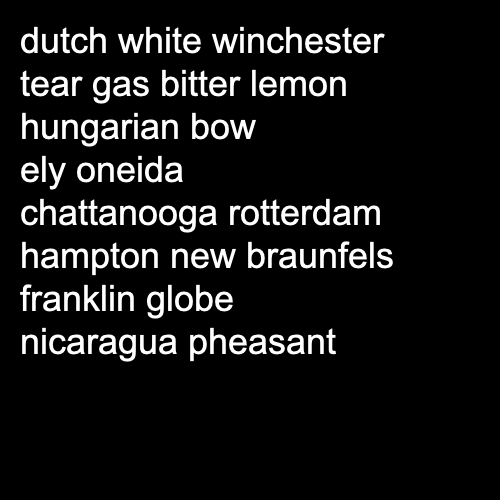 dutch white winchester
tear gas bitter lemon
hungarian bow
ely oneida
chattanooga rotterdam
hampton new braunfels
franklin globe
nicaragua pheasant